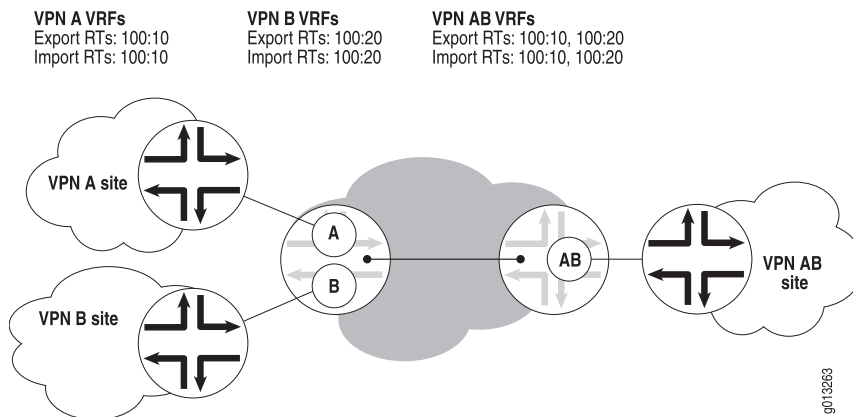 VPN A VRFs
Export RTs: 100:10
Import RTs: 100:10
VPN B VRFs
Export RTs: 100:20
Import RTs: 100:20
VPN AB VRFs
Export RTs: 100:10, 100:20
Import RTs: 100:10, 100:20
VPN A site
A
B
AB
VPN AB
site
VPN B site
g013263